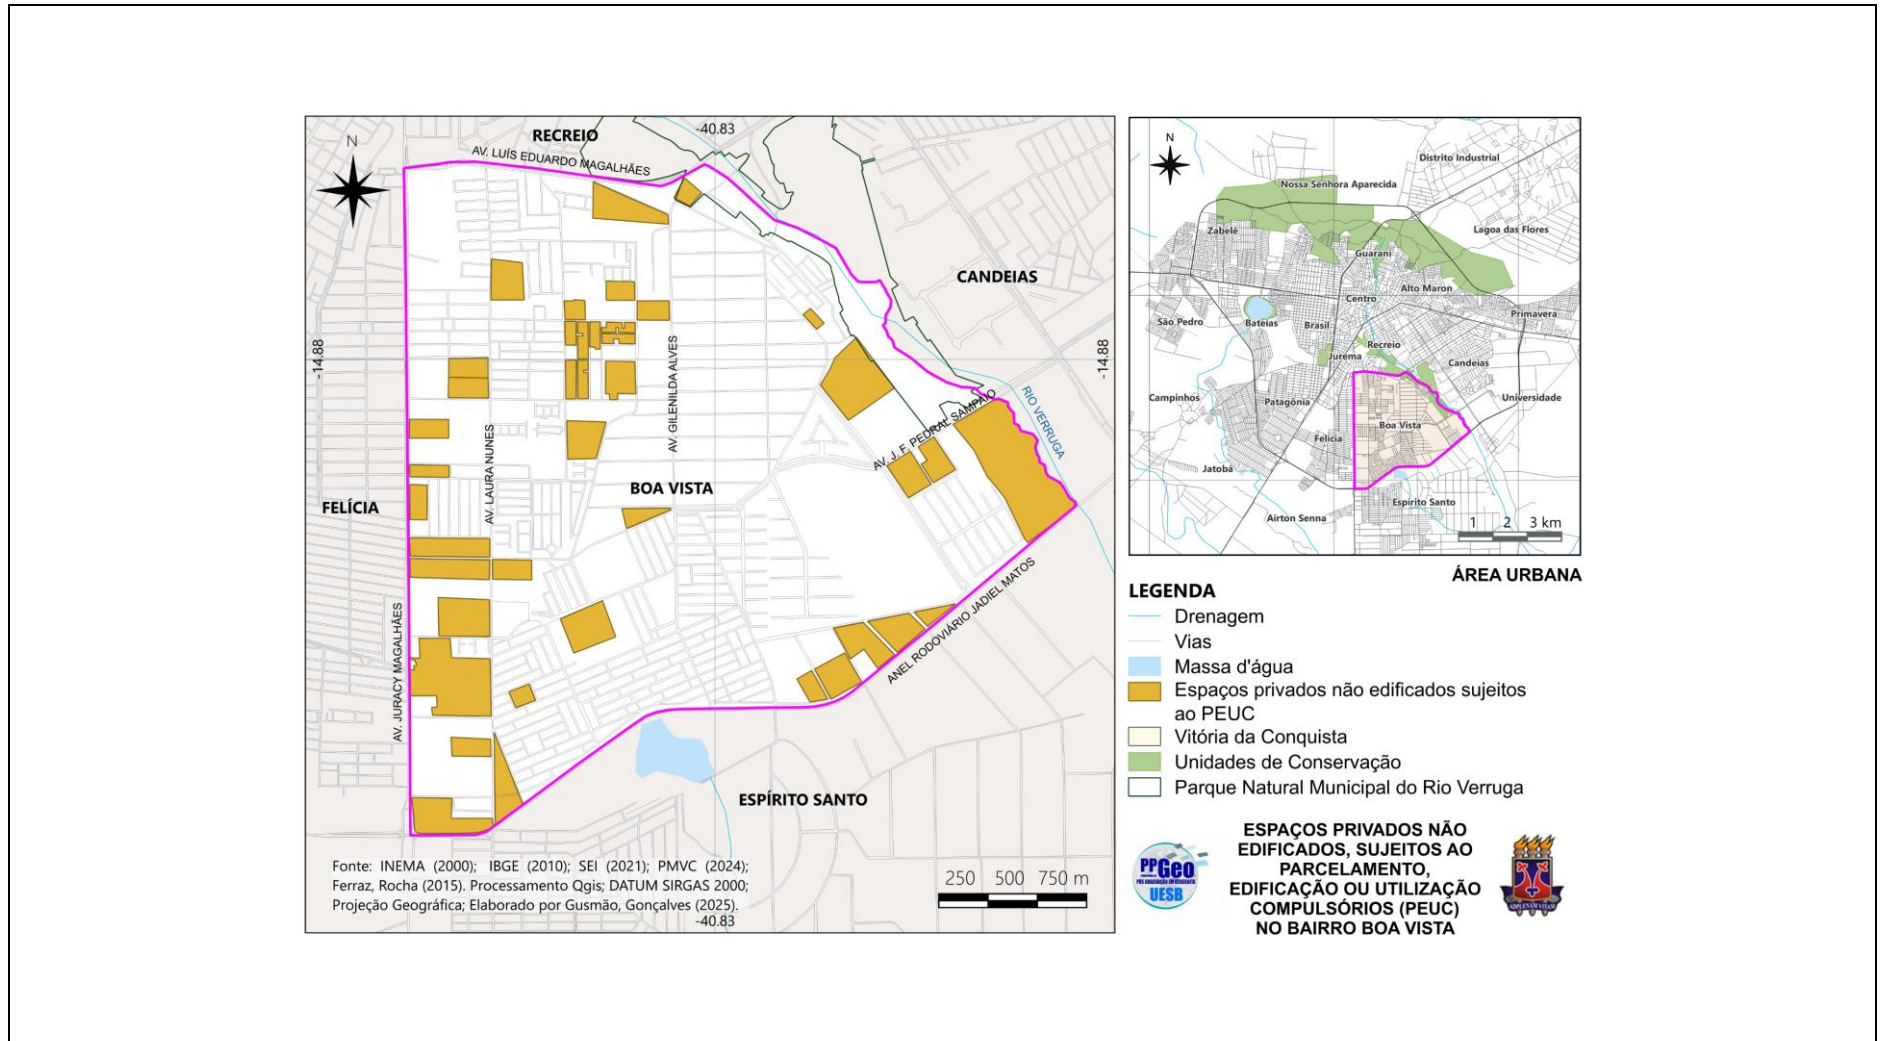 RECREIO
AV. LUÍS EDUARDO MAGALHÃES
-40.83
N
CANDEIAS
-14.88
-14.88
AV. GILENILDA ALVES
AV. LAURA NUNES
AV. J. F. PEDRAL SAMPAIO
RIO VERRUGA
BOA VISTA
FELÍCIA
AV. JURACY MAGALHÃES
ANEL RODOVIÁRIO JADIEL MATOS
ESPÍRITO SANTO
Fonte: INEMA (2000); IBGE (2010); SEI (2021); PMVC (2024);
Ferraz, Rocha (2015). Processamento Qgis; DATUM SIRGAS 2000;
Projeção Geográfica; Elaborado por Gusmão, Gonçalves (2025).
-40.83
250 500 750 m
N
Distrito Industrial
Nossa Senhora Aparecida
Zabelê
Lagoa das Flores
Guarani
Alto Maron
Centro
Primavera
São Pedro
Bateias
Brasil
Recreio
Jurema
Candeias
Campinhos
Patagônia
Universidade
Boa Vista
Felícia
Jatobá
Espírito Santo
Airton Senna
1 2 3 km
ÁREA URBANA
LEGENDA
Drenagem
Vias
Massa d'água
Espaços privados não edificados sujeitos
ao PEUC
Vitória da Conquista
Unidades de Conservação
Parque Natural Municipal do Rio Verruga
PPGeo
PÓS-GRADUAÇÃO EM GEOGRAFIA
UESB
ESPAÇOS PRIVADOS NÃO
EDIFICADOS, SUJEITOS AO
PARCELAMENTO,
EDIFICAÇÃO OU UTILIZAÇÃO
COMPULSÓRIOS (PEUC)
NO BAIRRO BOA VISTA